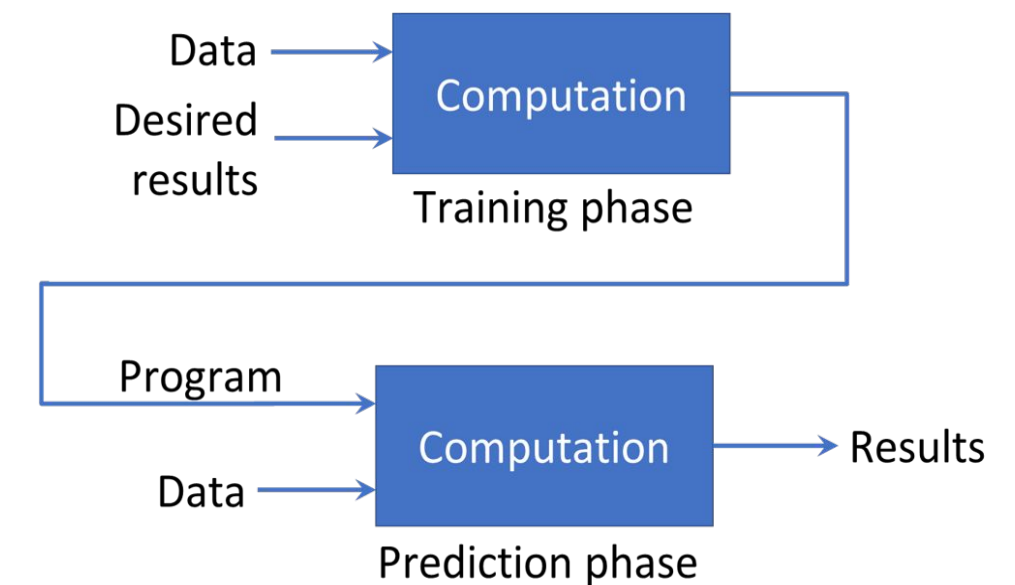 Data
Computation
Desired
results
Training phase
Program
Computation
Results
Data
Prediction phase